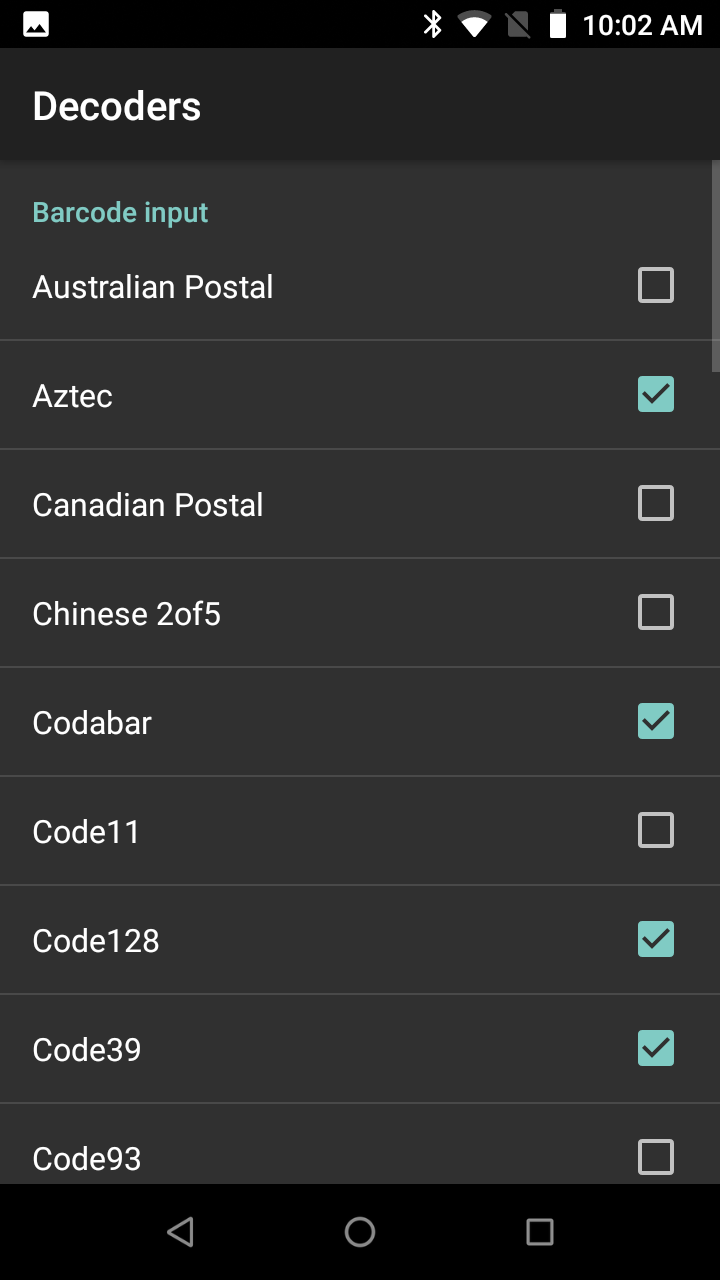 10:02 AM
Decoders
Barcode input
Australian Postal
Aztec
Canadian Postal
Chinese 2of5
Codabar
Code11
Code128
Code39
Code93